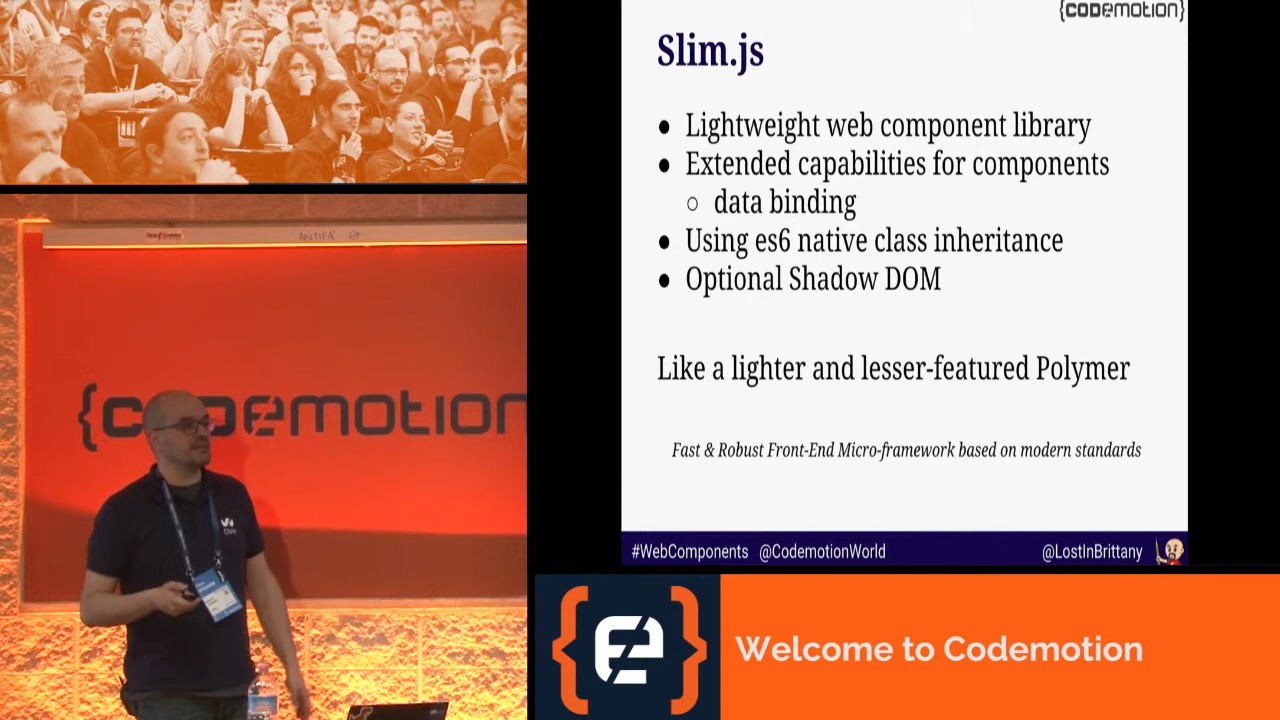 {CODEMOTION}
Slim.js
● Lightweight web component library
● Extended capabilities for components
○ data binding
● Using es6 native class inheritance
● Optional Shadow DOM
Like a lighter and lesser-featured Polymer
Fast & Robust Front-End Micro-framework based on modern standards
#WebComponents @CodemotionWorld @LostInBrittany
{codemotion
Welcome to Codemotion